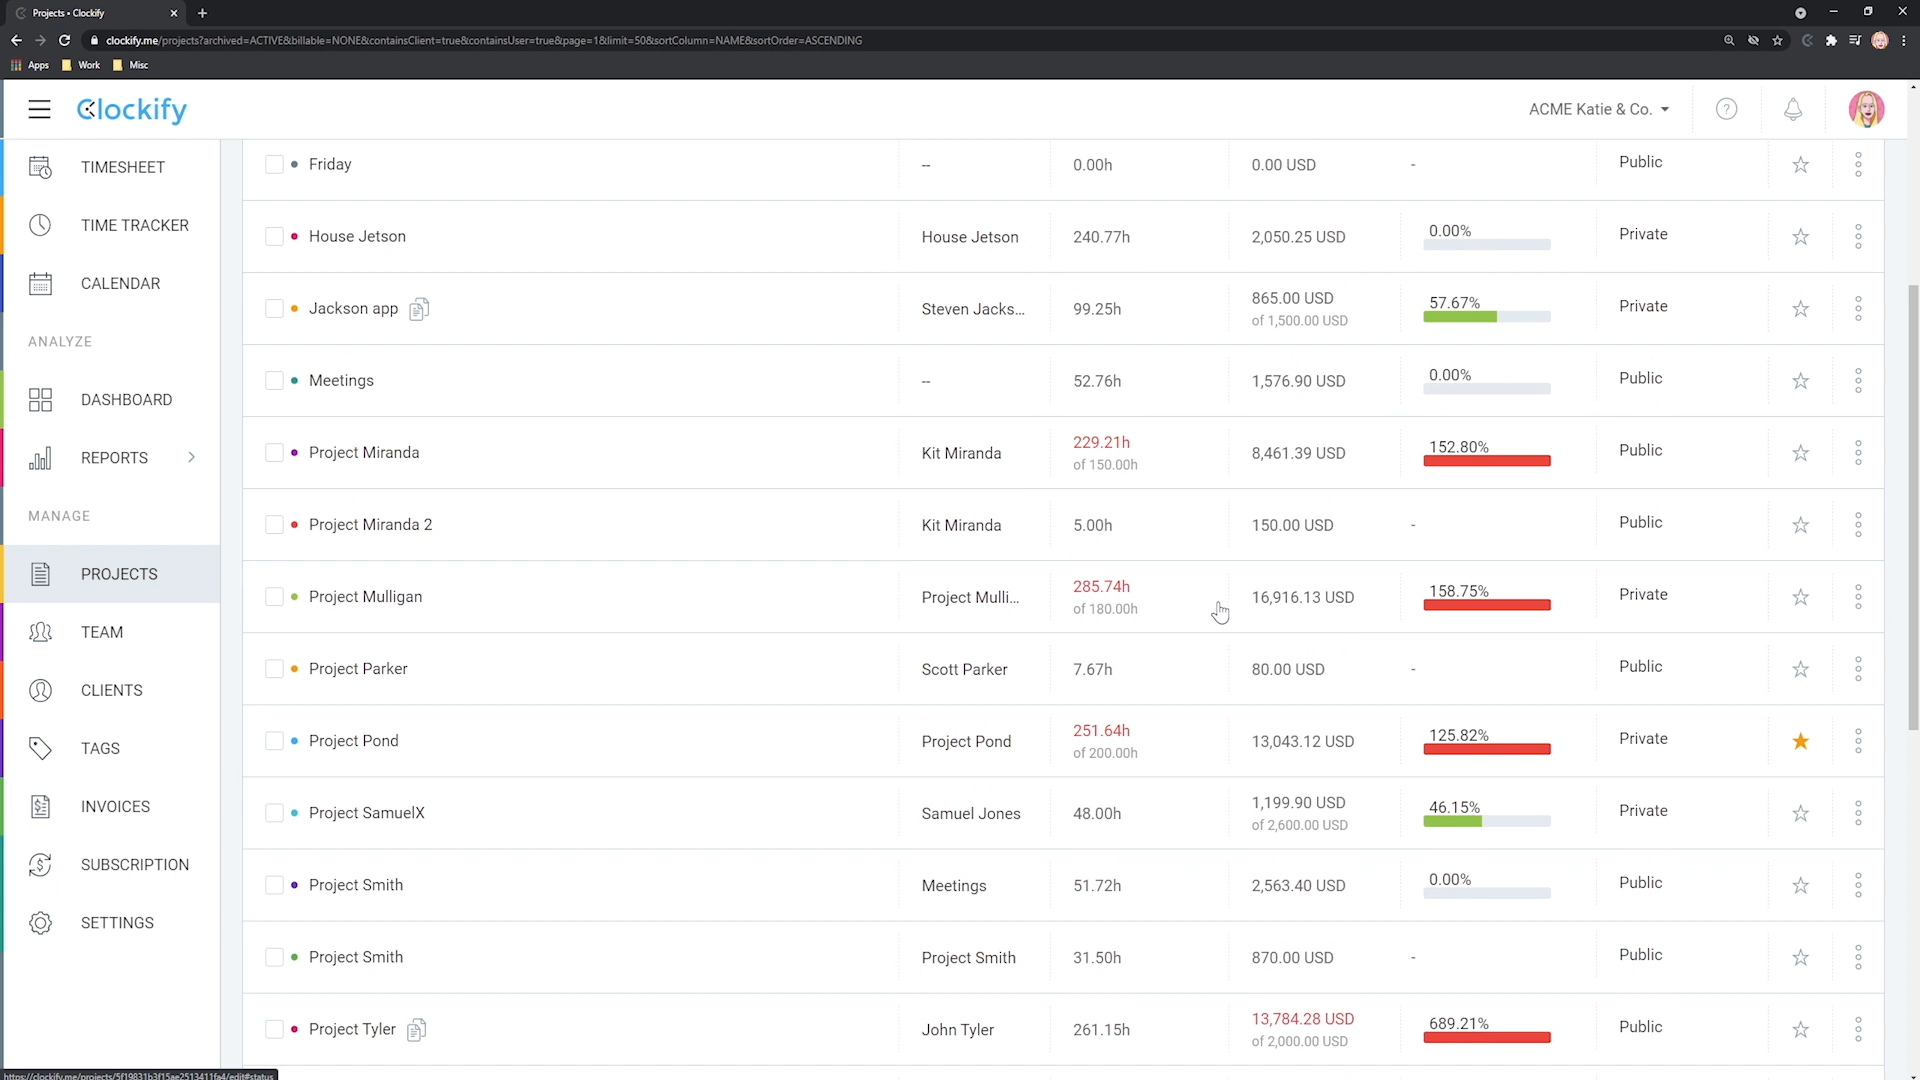 Projects • Clockify
clockify.me/projects?archived=ACTIVE&billable=NONE&containsClient=true&containsUser=true&page=1&limit=50&sortColumn=NAME&sortOrder=ASCENDING
Apps Work Misc
Clockify
ACME Katie & Co.
TIMESHEET
TIME TRACKER
CALENDAR
ANALYZE
DASHBOARD
REPORTS
MANAGE
PROJECTS
TEAM
CLIENTS
TAGS
INVOICES
SUBSCRIPTION
SETTINGS
Friday -- 0.00h 0.00 USD - Public
House Jetson House Jetson 240.77h 2,050.25 USD 0.00% Private
Jackson app Steven Jacks... 99.25h 865.00 USD 57.67% Private
of 1,500.00 USD
Meetings -- 52.76h 1,576.90 USD 0.00% Public
Project Miranda Kit Miranda 229.21h 8,461.39 USD 152.80% Public
of 150.00h
Project Miranda 2 Kit Miranda 5.00h 150.00 USD - Public
Project Mulligan Project Mulli... 285.74h 16,916.13 USD 158.75% Private
of 180.00h
Project Parker Scott Parker 7.67h 80.00 USD - Public
Project Pond Project Pond 251.64h 13,043.12 USD 125.82% Private
of 200.00h
Project SamuelX Samuel Jones 48.00h 1,199.90 USD 46.15% Private
of 2,600.00 USD
Project Smith Meetings 51.72h 2,563.40 USD 0.00% Public
Project Smith Project Smith 31.50h 870.00 USD - Public
Project Tyler John Tyler 261.15h 13,784.28 USD 689.21% Public
of 2,000.00 USD
https://clockify.me/projects/5f19831b3f15ae2513411fa4/edit#status